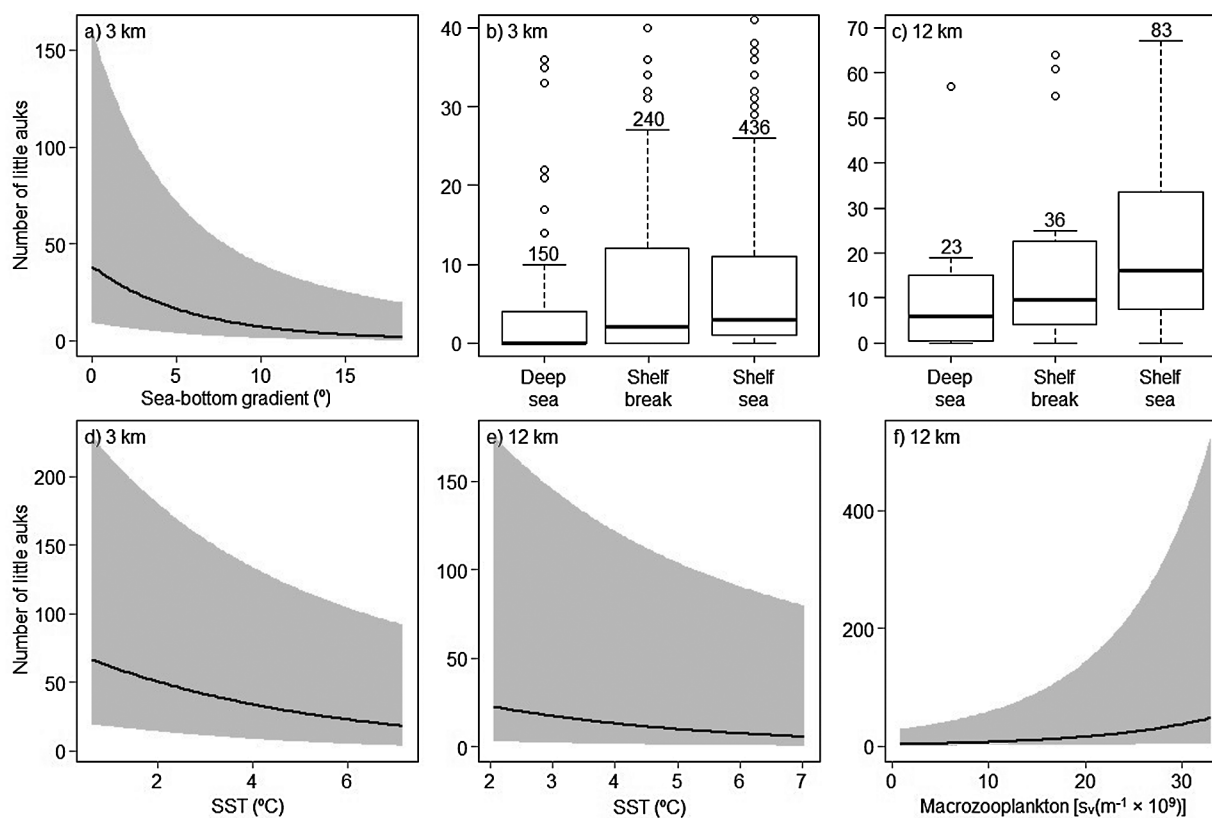 a) 3 km
150
100
50
0
Number of little auks
0
5
10
15
Sea-bottom gradient (º)
b) 3 km
40
30
20
10
0
150
240
436
Deep
sea
Shelf
break
Shelf
sea
c) 12 km
70
60
50
40
30
20
10
0
23
36
83
Deep
sea
Shelf
break
Shelf
sea
d) 3 km
200
150
100
50
0
Number of little auks
2
4
6
SST (ºC)
e) 12 km
150
100
50
0
2
3
4
5
6
7
SST (ºC)
f) 12 km
400
200
0
0
10
20
30
Macrozooplankton [sᵥ(m⁻¹ × 10⁹)]